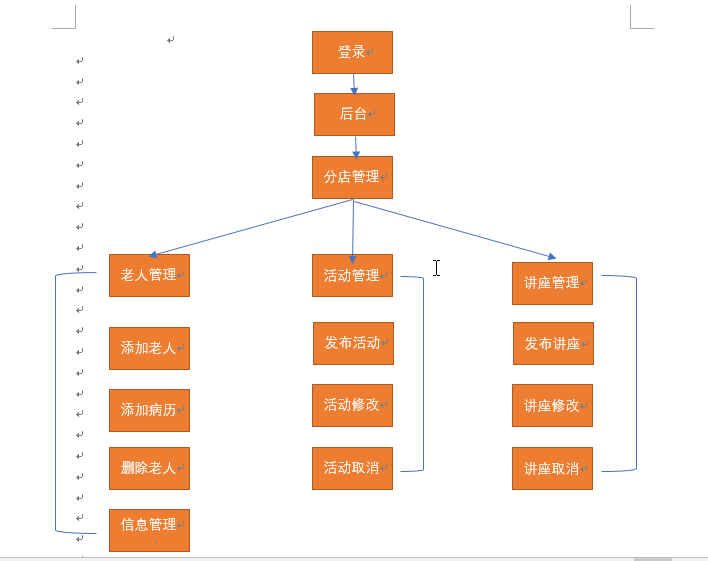 登录
后台
分店管理
老人管理
活动管理
讲座管理
添加老人
发布活动
发布讲座
添加病历
活动修改
讲座修改
删除老人
活动取消
讲座取消
信息管理